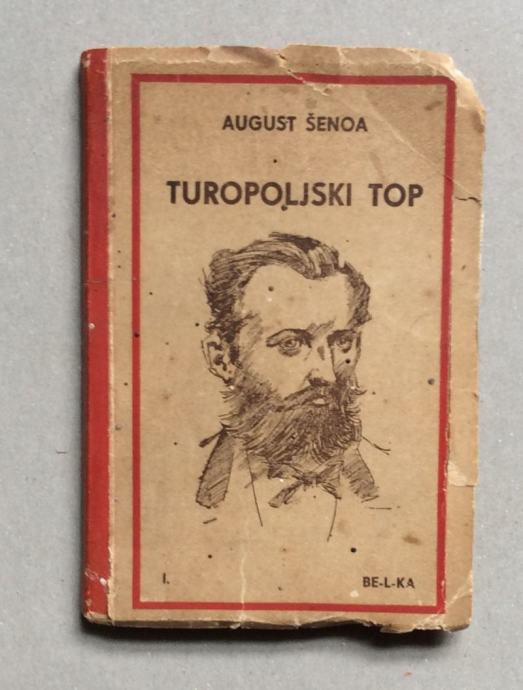 AUGUST ŠENOA
TUROPOLJSKI TOP
I.
BE-L-KA